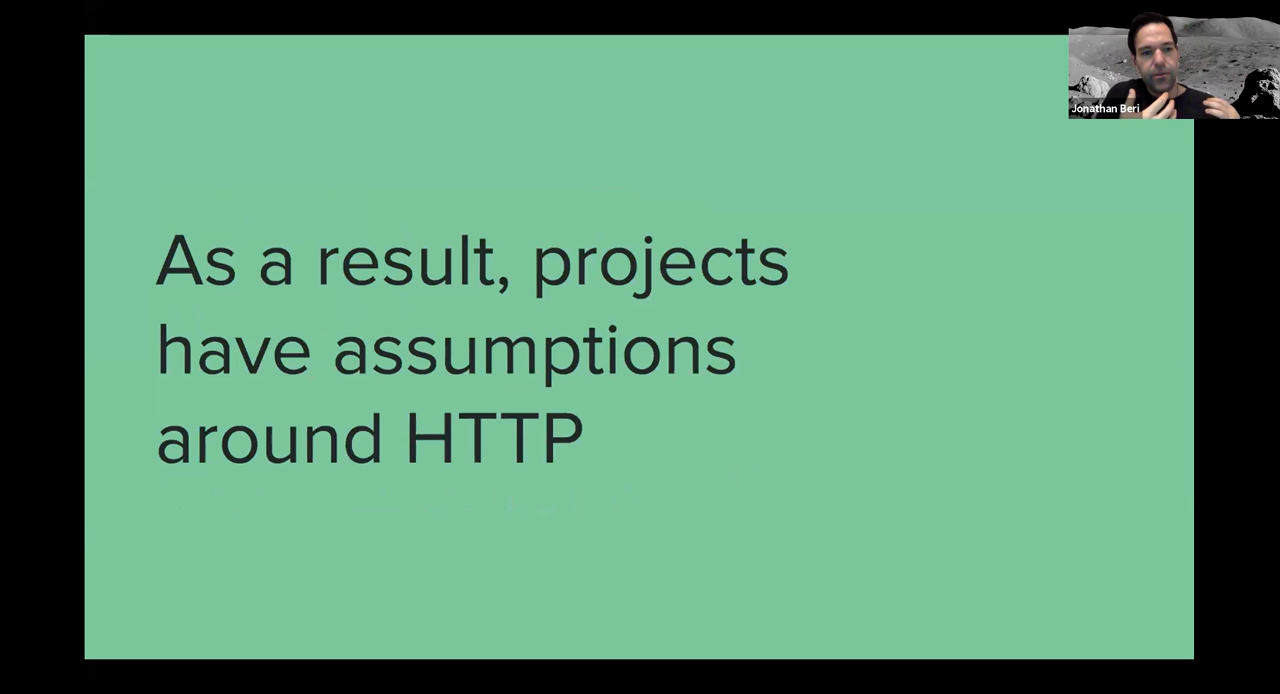 Jonathan Beri
As a result, projects
have assumptions
around HTTP